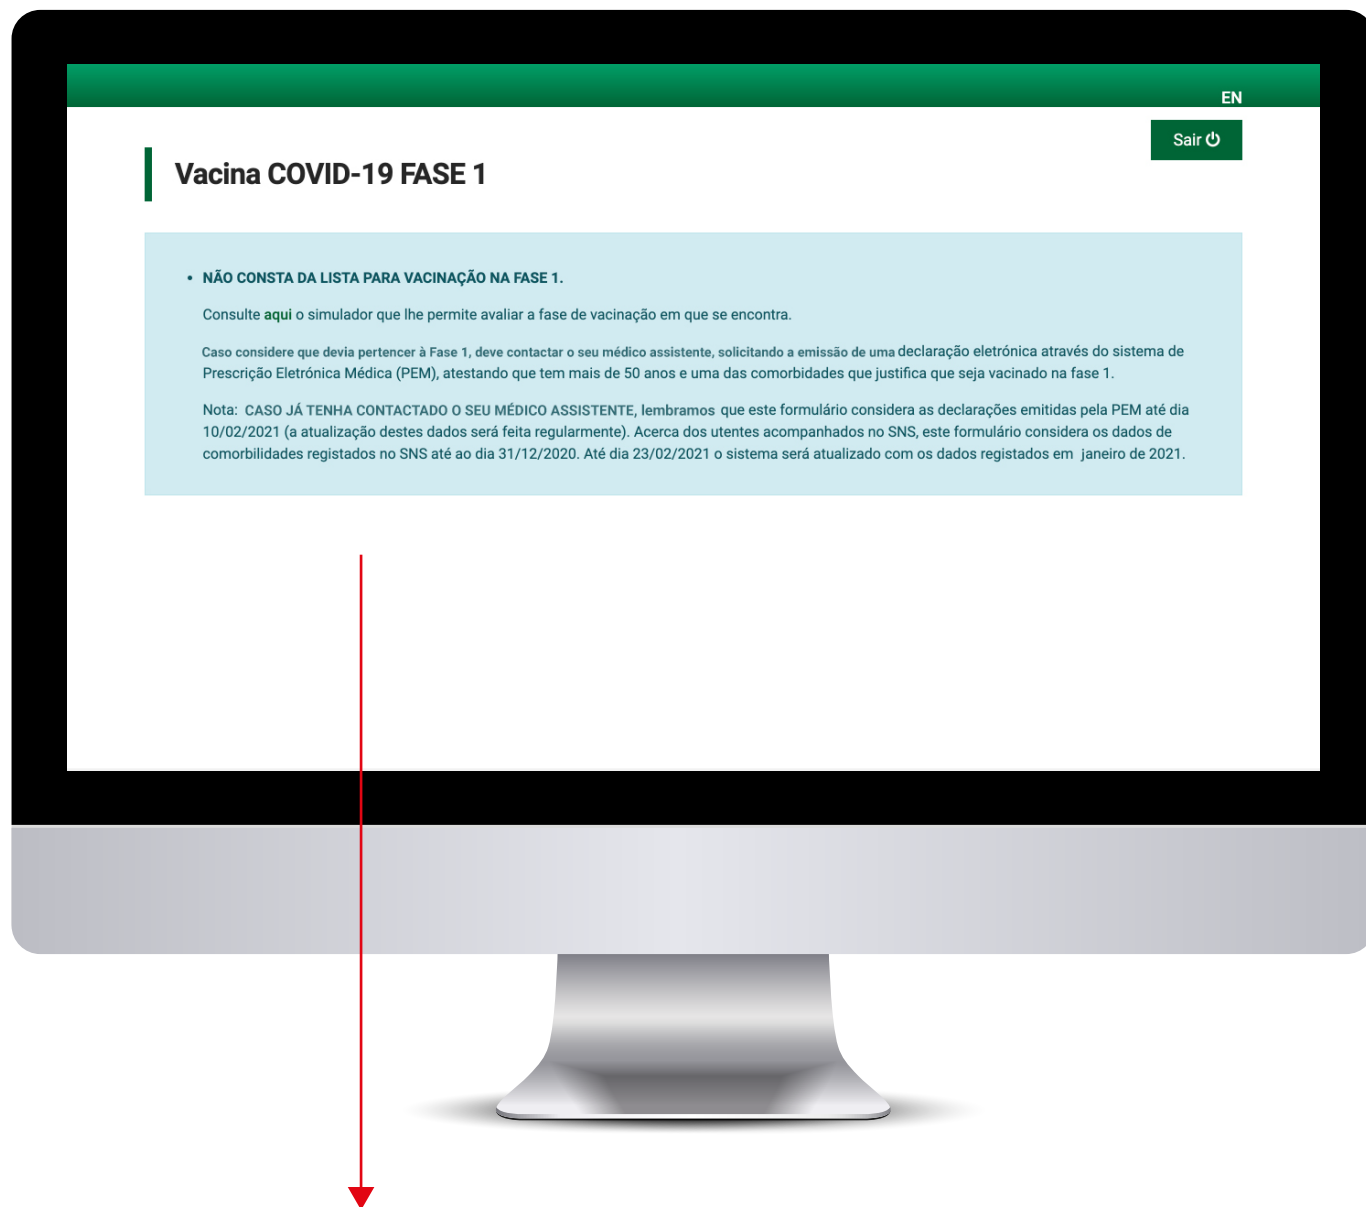 EN
Sair
Vacina COVID-19 FASE 1
• NÃO CONSTA DA LISTA PARA VACINAÇÃO NA FASE 1.
Consulte aqui o simulador que lhe permite avaliar a fase de vacinação em que se encontra.
Caso considere que devia pertencer à Fase 1, deve contactar o seu médico assistente, solicitando a emissão de uma declaração eletrónica através do sistema de
Prescrição Eletrónica Médica (PEM), atestando que tem mais de 50 anos e uma das comorbidades que justifica que seja vacinado na fase 1.
Nota: CASO JÁ TENHA CONTACTADO O SEU MÉDICO ASSISTENTE, lembramos que este formulário considera as declarações emitidas pela PEM até dia
10/02/2021 (a atualização destes dados será feita regularmente). Acerca dos utentes acompanhados no SNS, este formulário considera os dados de
comorbilidades registados no SNS até ao dia 31/12/2020. Até dia 23/02/2021 o sistema será atualizado com os dados registados em janeiro de 2021.